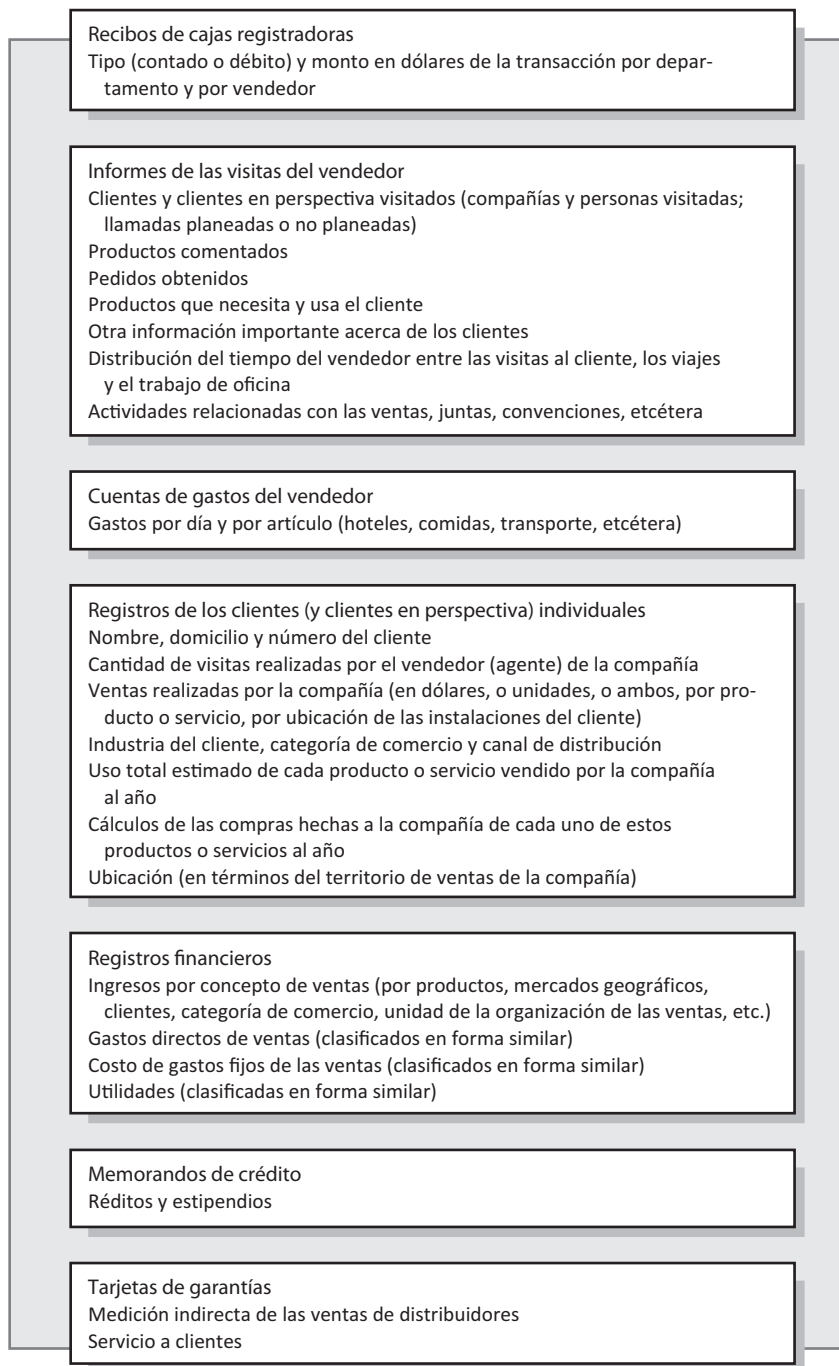 Recibos de cajas registradoras
Tipo (contado o débito) y monto en dólares de la transacción por depar-
tamento y por vendedor
Informes de las visitas del vendedor
Clientes y clientes en perspectiva visitados (compañías y personas visitadas;
llamadas planeadas o no planeadas)
Productos comentados
Pedidos obtenidos
Productos que necesita y usa el cliente
Otra información importante acerca de los clientes
Distribución del tiempo del vendedor entre las visitas al cliente, los viajes
y el trabajo de oficina
Actividades relacionadas con las ventas, juntas, convenciones, etcétera
Cuentas de gastos del vendedor
Gastos por día y por artículo (hoteles, comidas, transporte, etcétera)
Registros de los clientes (y clientes en perspectiva) individuales
Nombre, domicilio y número del cliente
Cantidad de visitas realizadas por el vendedor (agente) de la compañía
Ventas realizadas por la compañía (en dólares, o unidades, o ambos, por pro-
ducto o servicio, por ubicación de las instalaciones del cliente)
Industria del cliente, categoría de comercio y canal de distribución
Uso total estimado de cada producto o servicio vendido por la compañía
al año
Cálculos de las compras hechas a la compañía de cada uno de estos
productos o servicios al año
Ubicación (en términos del territorio de ventas de la compañía)
Registros financieros
Ingresos por concepto de ventas (por productos, mercados geográficos,
clientes, categoría de comercio, unidad de la organización de las ventas, etc.)
Gastos directos de ventas (clasificados en forma similar)
Costo de gastos fijos de las ventas (clasificados en forma similar)
Utilidades (clasificadas en forma similar)
Memorandos de crédito
Réditos y estipendios
Tarjetas de garantías
Medición indirecta de las ventas de distribuidores
Servicio a clientes